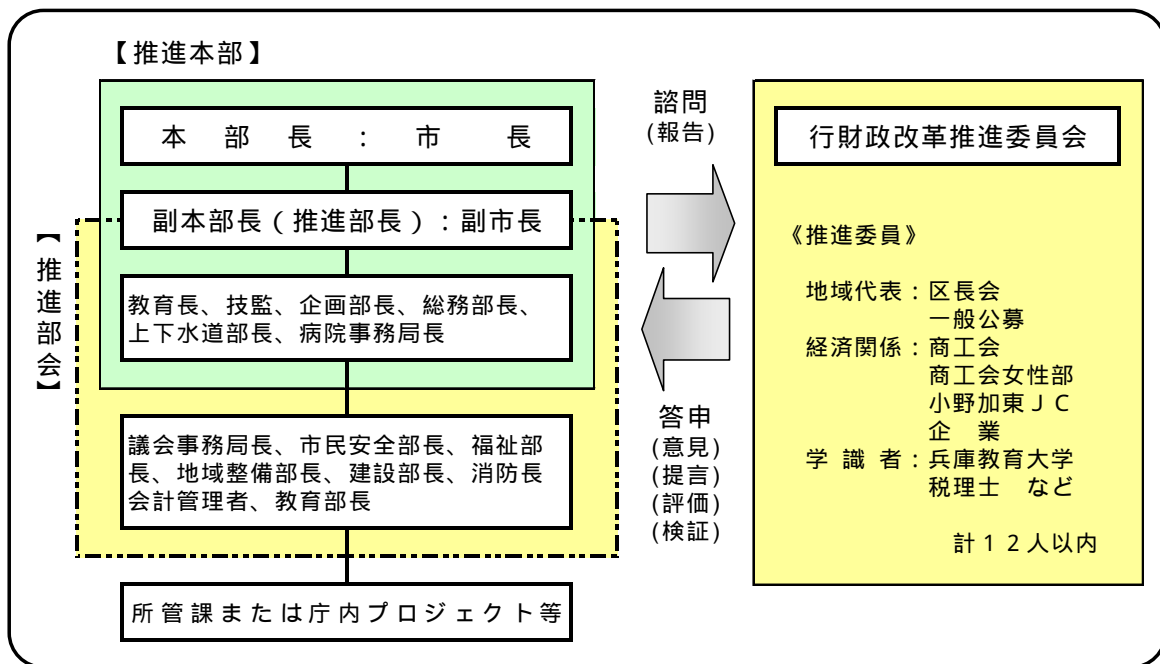 【推進本部】
本部長：市長
副本部長（推進部長）：副市長
【推進部会】
教育長、技監、企画部長、総務部長、
上下水道部長、病院事務局長
議会事務局長、市民安全部長、福祉部
長、地域整備部長、建設部長、消防長
会計管理者、教育部長
所管課または庁内プロジェクト等
諮問
(報告)
答申
(意見)
(提言)
(評価)
(検証)
行財政改革推進委員会
《推進委員》
地域代表：区長会
一般公募
経済関係：商工会
商工会女性部
小野加東ＪＣ
企　業
学 識 者：兵庫教育大学
税理士　など
計１２人以内